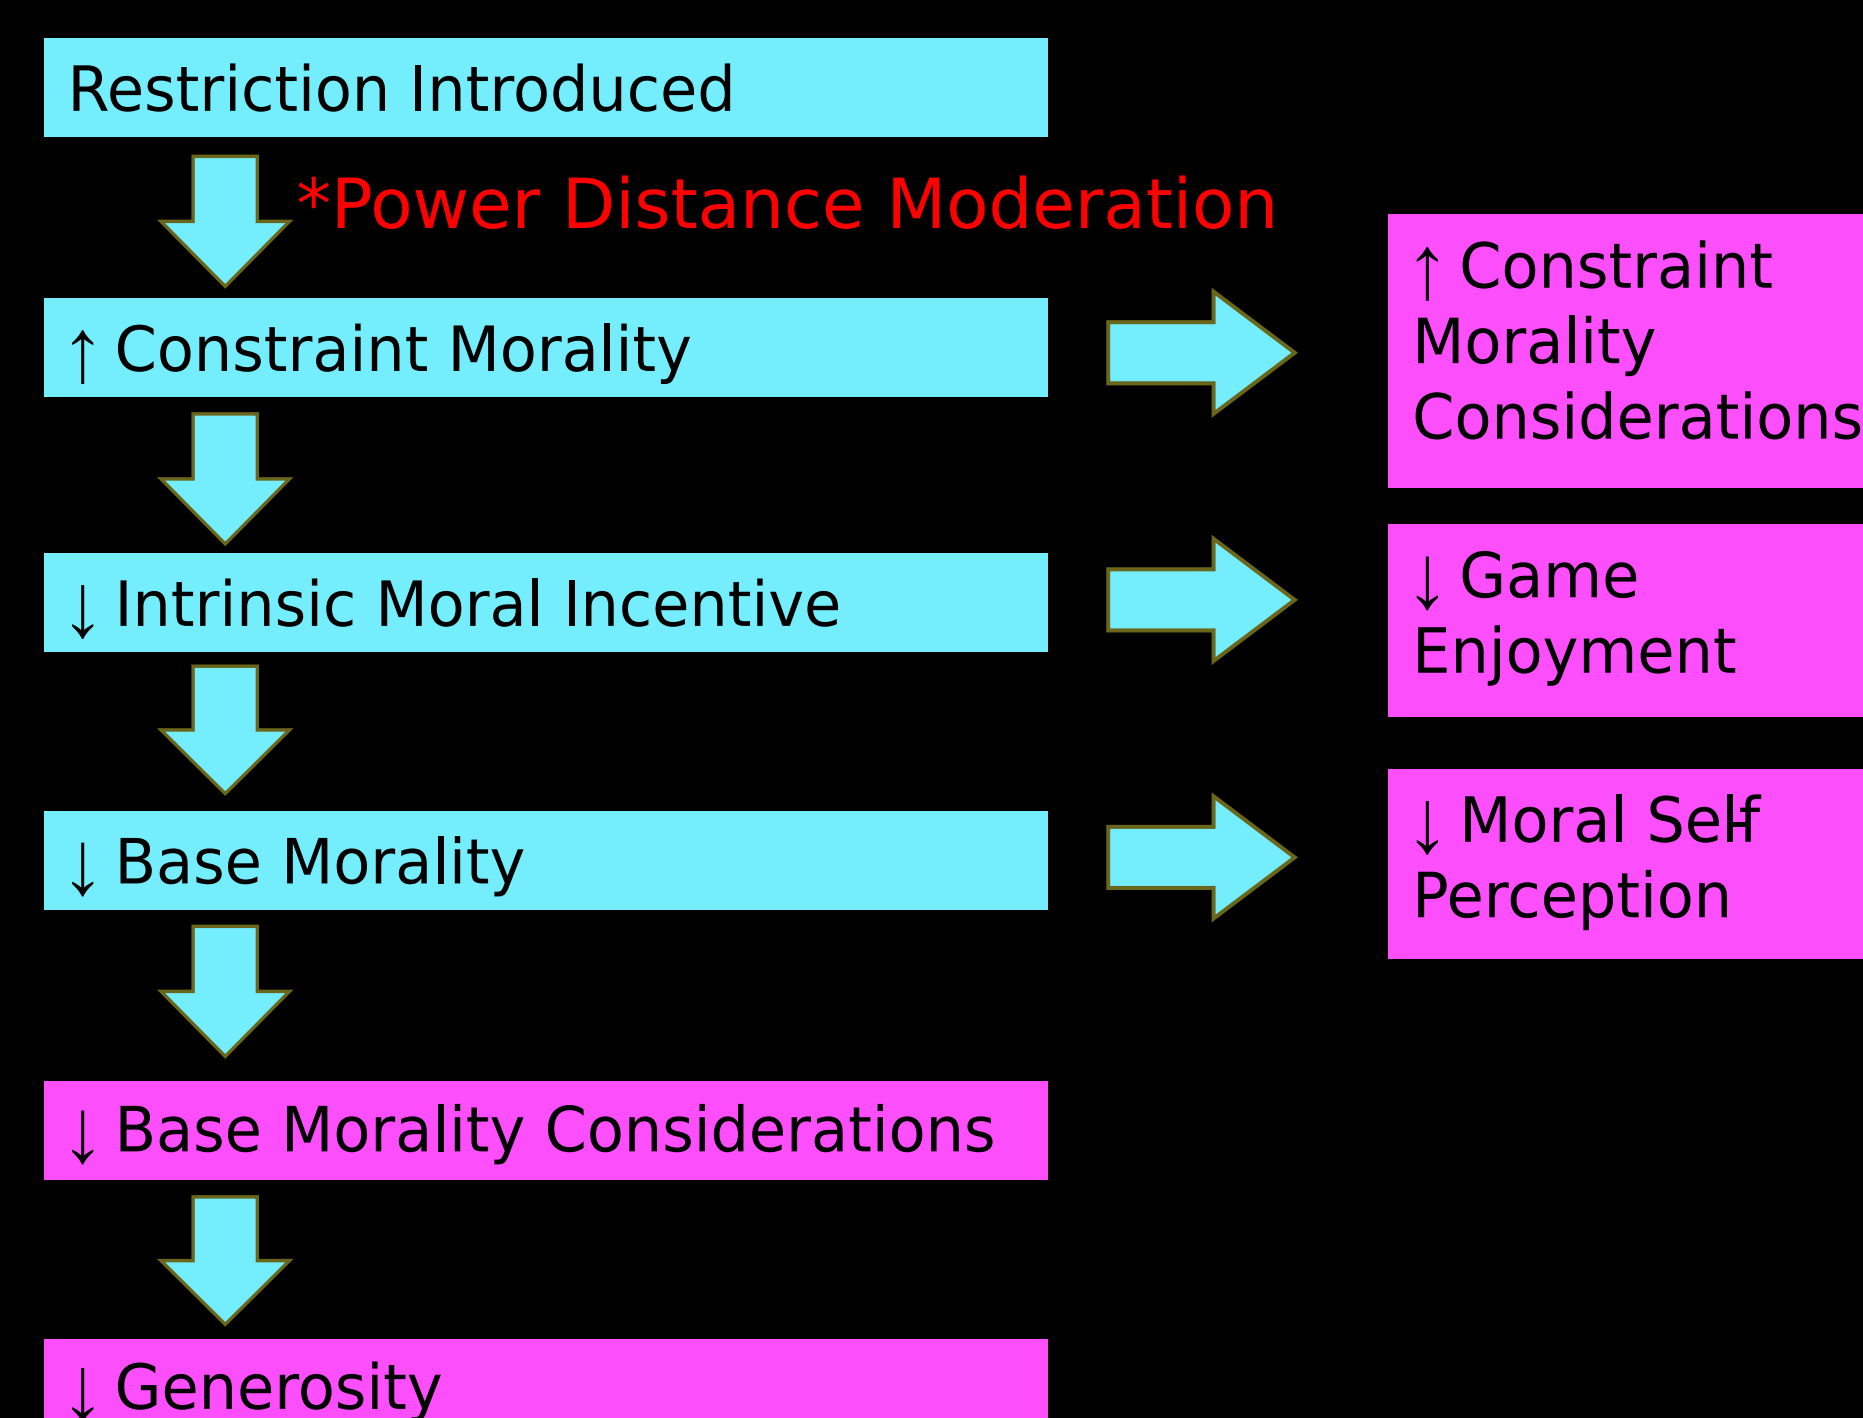 Restriction Introduced
*Power Distance Moderation
↑ Constraint Morality
↑ Constraint
Morality
Considerations
↓ Intrinsic Moral Incentive
↓ Game
Enjoyment
↓ Base Morality
↓ Moral Self-
Perception
↓ Base Morality Considerations
↓ Generosity